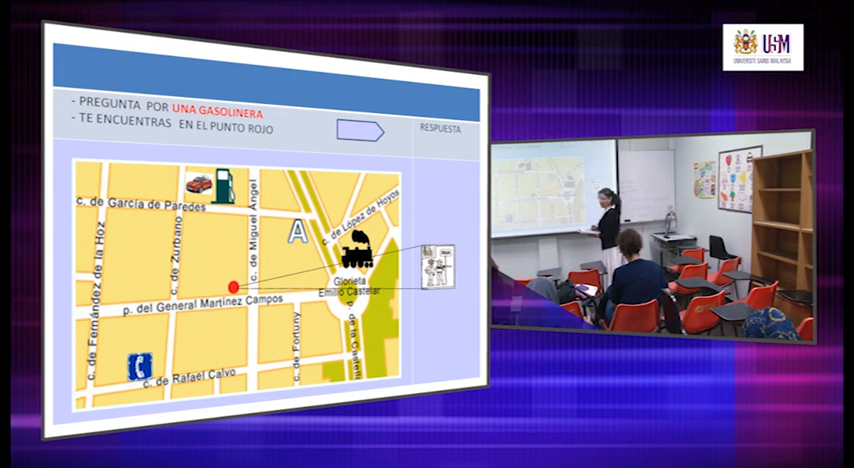 USM
UNIVERSITI SAINS MALAYSIA
- PREGUNTA POR UNA GASOLINERA
- TE ENCUENTRAS EN EL PUNTO ROJO
RESPUESTA
c. de García de Paredes
c. de Miguel Ángel
c. de López de Hoyos
c. de Fernández de la Hoz
c. de Zurbano
A
Glorieta
Emilio Castelar
p. del General Martínez Campos
c. de Fortuny
c. de Rafael Calvo